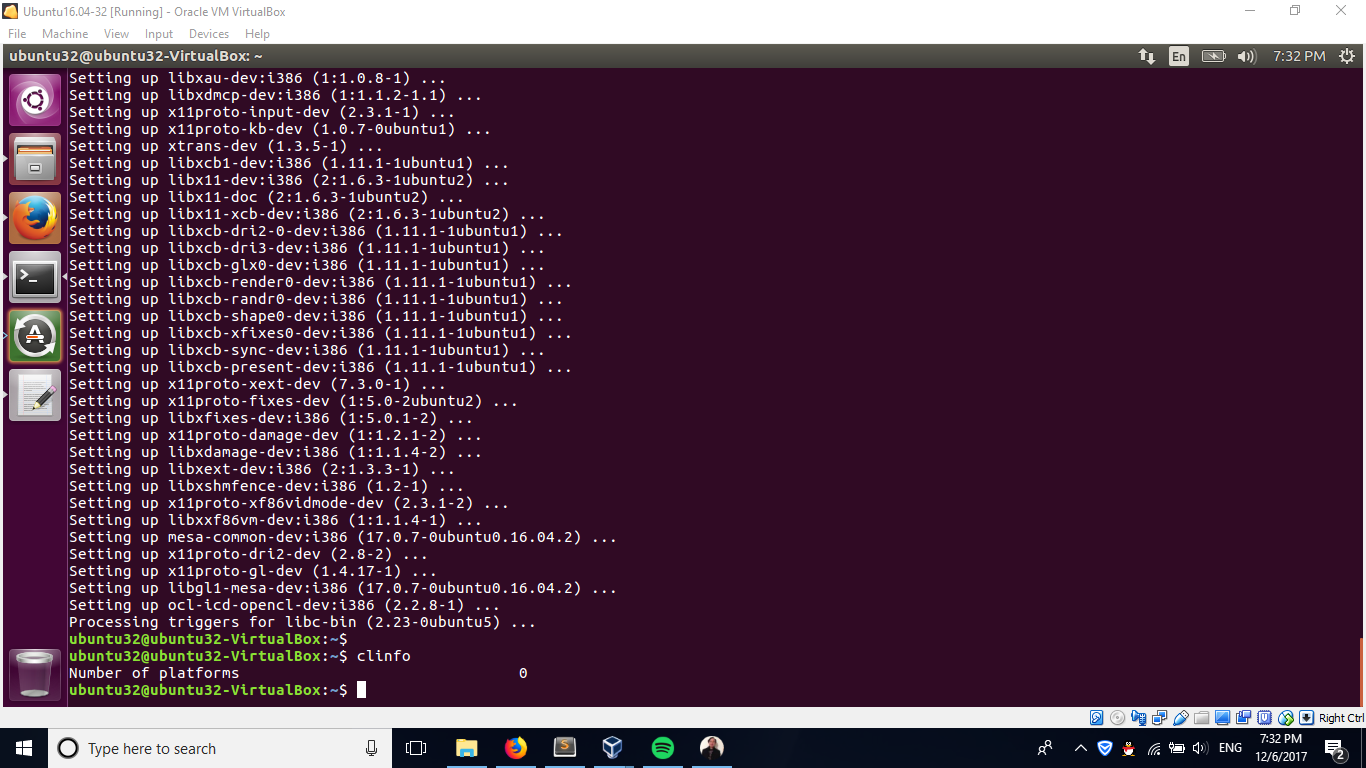 Ubuntu16.04-32 [Running] - Oracle VM VirtualBox
File Machine View Input Devices Help
ubuntu32@ubuntu32-VirtualBox: ~
En
7:32 PM
Setting up libxau-dev:i386 (1:1.0.8-1) ...
Setting up libxdmcp-dev:i386 (1:1.1.2-1.1) ...
Setting up x11proto-input-dev (2.3.1-1) ...
Setting up x11proto-kb-dev (1.0.7-0ubuntu1) ...
Setting up xtrans-dev (1.3.5-1) ...
Setting up libxcb1-dev:i386 (1.11.1-1ubuntu1) ...
Setting up libx11-dev:i386 (2:1.6.3-1ubuntu2) ...
Setting up libx11-doc (2:1.6.3-1ubuntu2) ...
Setting up libx11-xcb-dev:i386 (2:1.6.3-1ubuntu2) ...
Setting up libxcb-dri2-0-dev:i386 (1.11.1-1ubuntu1) ...
Setting up libxcb-dri3-dev:i386 (1.11.1-1ubuntu1) ...
Setting up libxcb-glx0-dev:i386 (1.11.1-1ubuntu1) ...
Setting up libxcb-render0-dev:i386 (1.11.1-1ubuntu1) ...
Setting up libxcb-randr0-dev:i386 (1.11.1-1ubuntu1) ...
Setting up libxcb-shape0-dev:i386 (1.11.1-1ubuntu1) ...
Setting up libxcb-xfixes0-dev:i386 (1.11.1-1ubuntu1) ...
Setting up libxcb-sync-dev:i386 (1.11.1-1ubuntu1) ...
Setting up libxcb-present-dev:i386 (1.11.1-1ubuntu1) ...
Setting up x11proto-xext-dev (7.3.0-1) ...
Setting up x11proto-fixes-dev (1:5.0-2ubuntu2) ...
Setting up libxfixes-dev:i386 (1:5.0.1-2) ...
Setting up x11proto-damage-dev (1:1.2.1-2) ...
Setting up libxdamage-dev:i386 (1:1.1.4-2) ...
Setting up libxext-dev:i386 (2:1.3.3-1) ...
Setting up libxshmfence-dev:i386 (1.2-1) ...
Setting up x11proto-xf86vidmode-dev (2.3.1-2) ...
Setting up libxxf86vm-dev:i386 (1:1.1.4-1) ...
Setting up mesa-common-dev:i386 (17.0.7-0ubuntu0.16.04.2) ...
Setting up x11proto-dri2-dev (2.8-2) ...
Setting up x11proto-gl-dev (1.4.17-1) ...
Setting up libgl1-mesa-dev:i386 (17.0.7-0ubuntu0.16.04.2) ...
Setting up ocl-icd-opencl-dev:i386 (2.2.8-1) ...
Processing triggers for libc-bin (2.23-0ubuntu5) ...
ubuntu32@ubuntu32-VirtualBox:~$
ubuntu32@ubuntu32-VirtualBox:~$ clinfo
Number of platforms 0
ubuntu32@ubuntu32-VirtualBox:~$
Right Ctrl
Type here to search
ENG
7:32 PM
12/6/2017
2